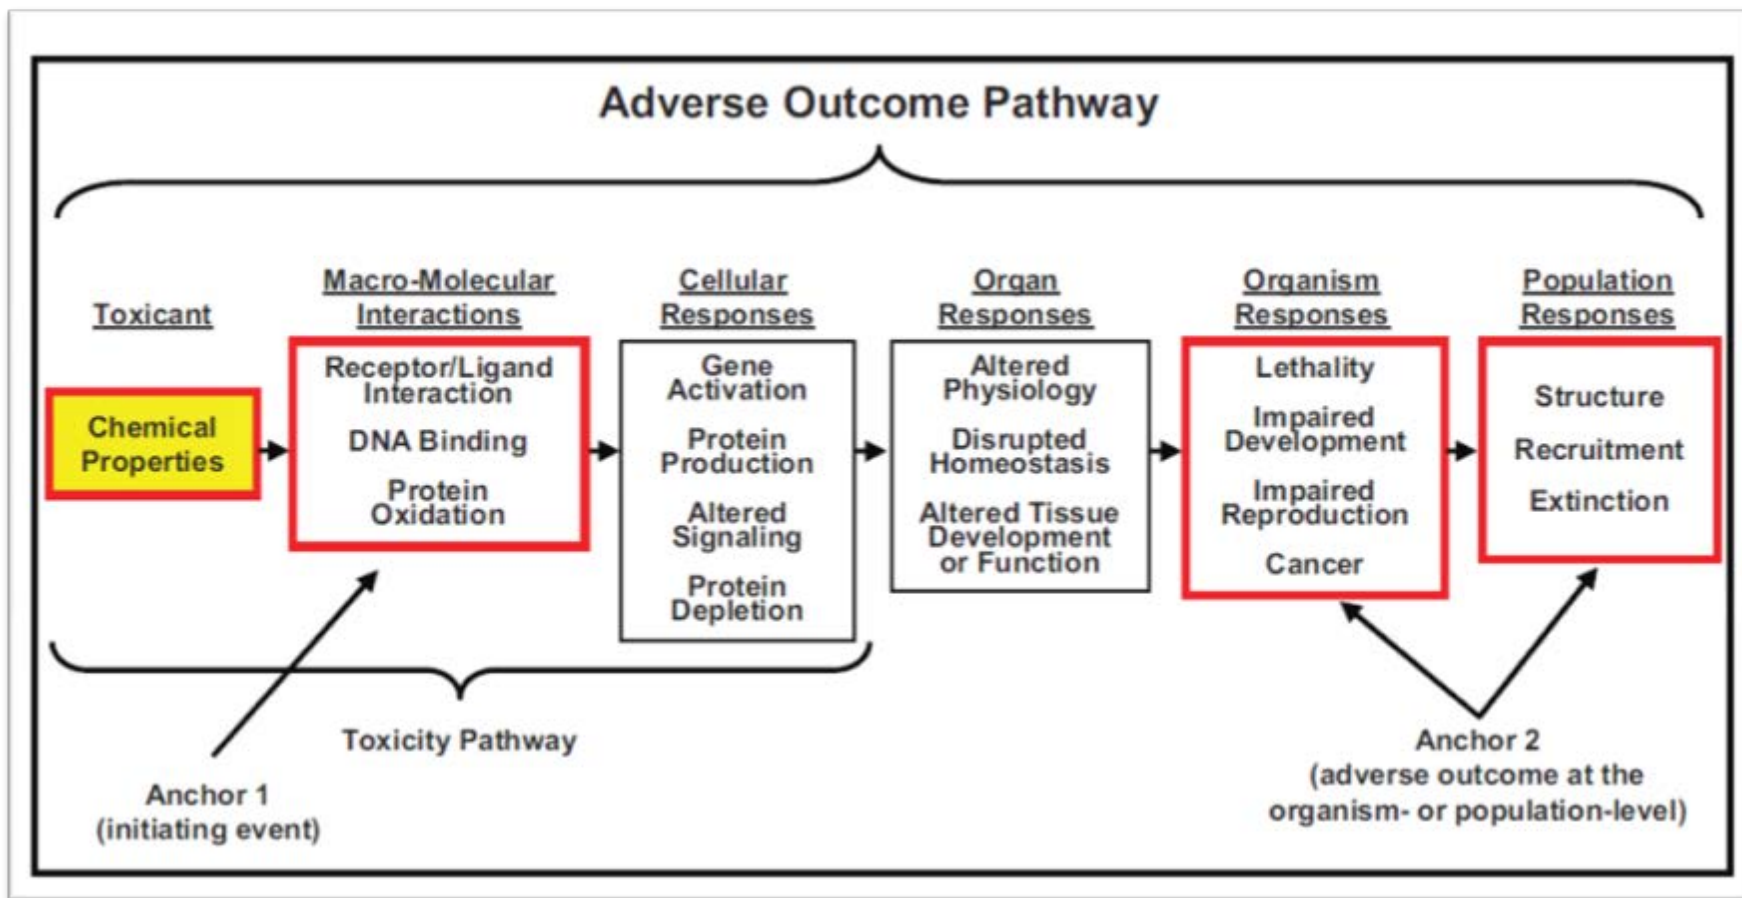 Adverse Outcome Pathway
Toxicant
Macro-Molecular
Interactions
Cellular
Responses
Organ
Responses
Organism
Responses
Population
Responses
Chemical
Properties
Receptor/Ligand
Interaction
DNA Binding
Protein
Oxidation
Gene
Activation
Protein
Production
Altered
Signaling
Protein
Depletion
Altered
Physiology
Disrupted
Homeostasis
Altered Tissue
Development
or Function
Lethality
Impaired
Development
Impaired
Reproduction
Cancer
Structure
Recruitment
Extinction
Toxicity Pathway
Anchor 1
(initiating event)
Anchor 2
(adverse outcome at the
organism- or population-level)